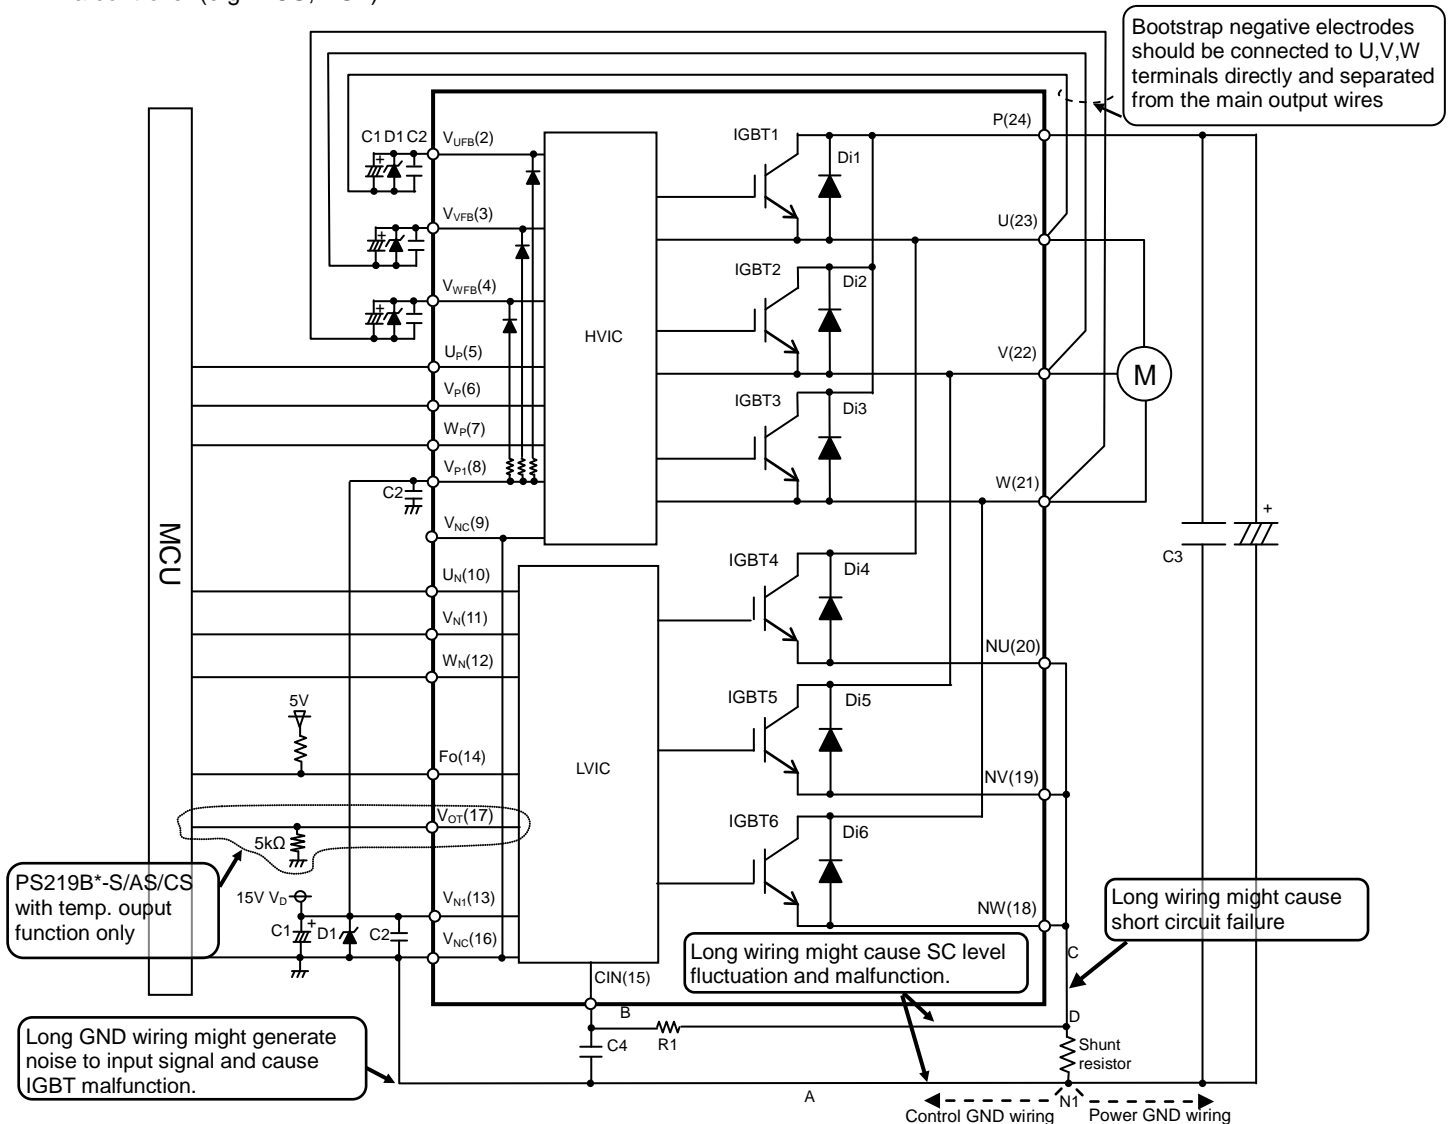 Bootstrap negative electrodes
should be connected to U,V,W
terminals directly and separated
from the main output wires
C1 D1 C2
VUFB(2)
IGBT1
Di1
P(24)
VVFB(3)
U(23)
IGBT2
Di2
VWFB(4)
HVIC
UP(5)
V(22)
M
VP(6)
IGBT3
Di3
WP(7)
VP1(8)
C2
W(21)
VNC(9)
+
C3
MCU
IGBT4
Di4
UN(10)
VN(11)
NU(20)
WN(12)
5V
IGBT5
Di5
Fo(14)
LVIC
NV(19)
VOT(17)
5kΩ
IGBT6
Di6
PS219B*-S/AS/CS
with temp. ouput
function only
15V VD
VN1(13)
C1
+
D1
C2
VNC(16)
NW(18)
Long wiring might cause
short circuit failure
Long wiring might cause SC level
fluctuation and malfunction.
C
CIN(15)
B
D
R1
C4
Shunt
resistor
Long GND wiring might generate
noise to input signal and cause
IGBT malfunction.
A
N1
Control GND wiring
Power GND wiring